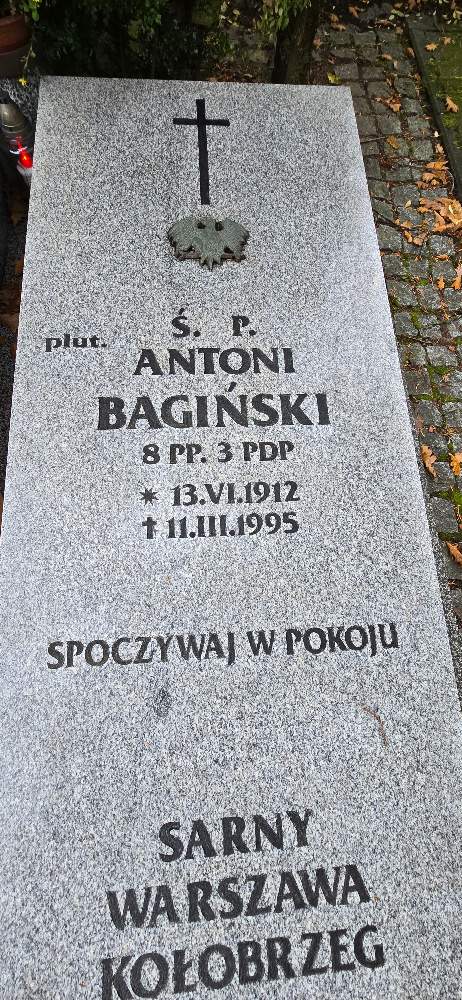 Ś. P.
plut.
ANTONI
BAGIŃSKI
8 PP. 3 PDP
* 13.VI.1912
✝ 11.III.1995
SPOCZYWAJ W POKOJU
SARNY
WARSZAWA
KOŁOBRZEG